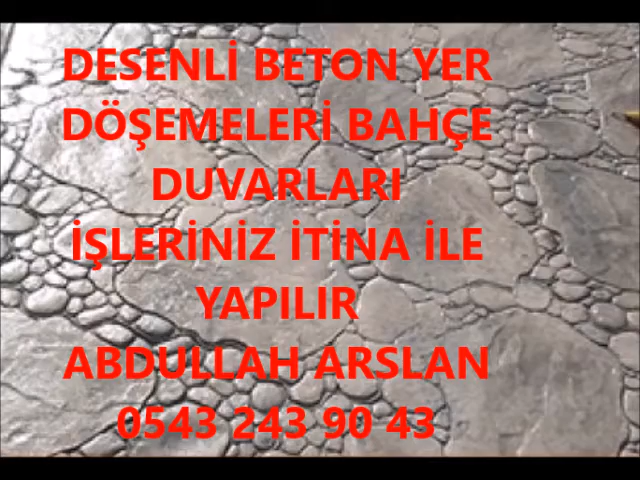 DESENLİ BETON YER
DÖŞEMELERİ BAHÇE
DUVARLARI
İŞLERİNİZ İTİNA İLE
YAPILIR
ABDULLAH ARSLAN
0543 243 90 43